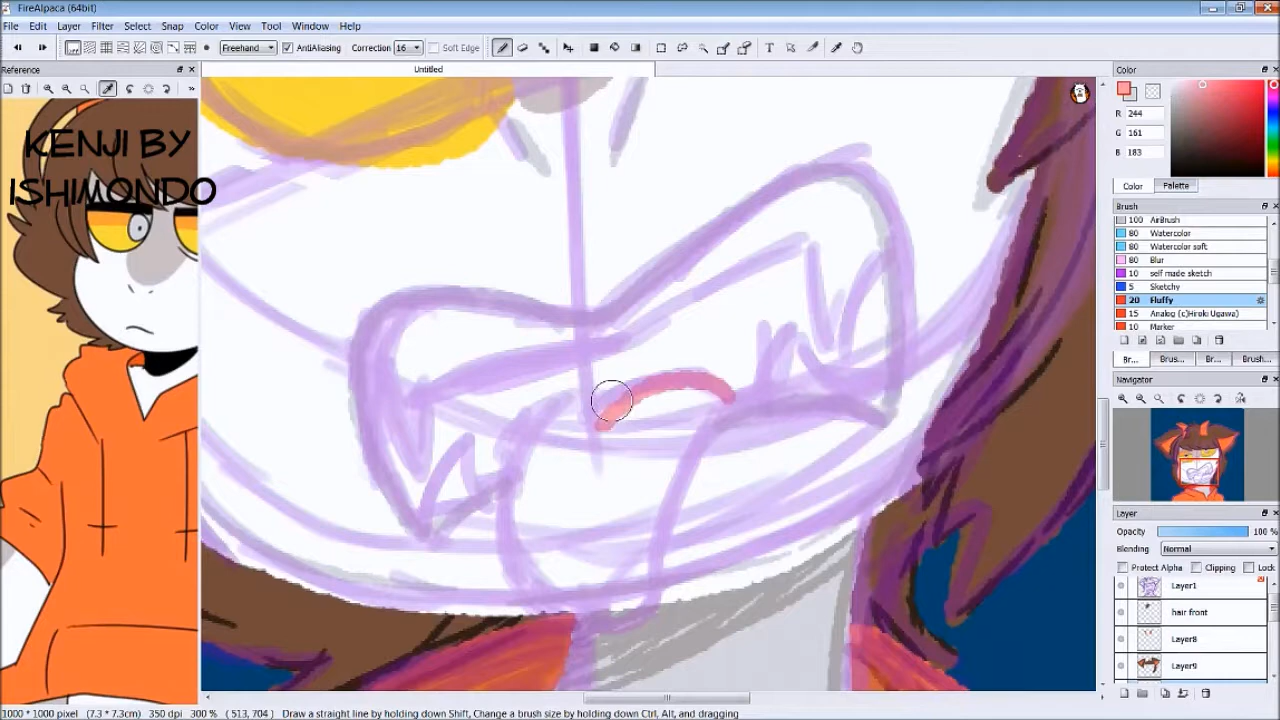 FireAlpaca (64bit)
File Edit Layer Filter Select Snap Color View Tool Window Help
Freehand AntiAliasing Correction 16 Soft Edge
Reference
Untitled
Color
KENJI BY
ISHIMONDO
R 244
G 161
B 183
Color Palette
Brush
100 AirBrush
80 Watercolor
80 Watercolor soft
80 Blur
10 self made sketch
5 Sketchy
20 Fluffy
15 Analog (c)Hiroki Ugawa)
10 Marker
Br... Brus... Br... Brush...
Navigator
Layer
Opacity 100 %
Blending Normal
Protect Alpha Clipping Lock
Layer1
hair front
Layer8
Layer9
1000 * 1000 pixel (7.3 * 7.3cm) 350 dpi 300 % ( 513, 704 ) Draw a straight line by holding down Shift, Change a brush size by holding down Ctrl, Alt, and dragging